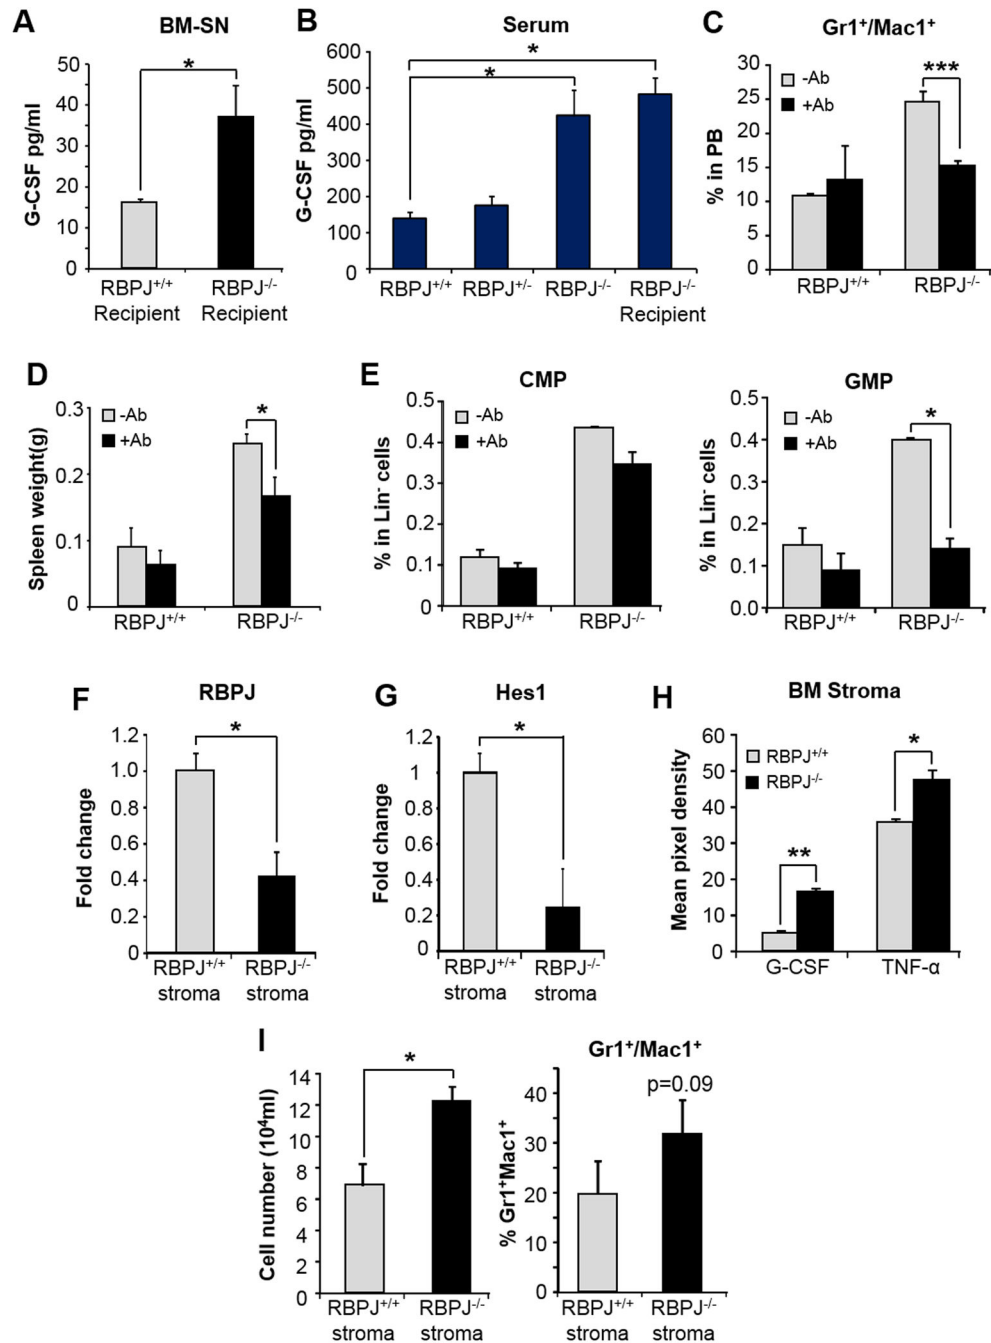 A
BM-SN
G-CSF pg/ml
50
40
30
20
10
0
*
RBPJ+/+
Recipient
RBPJ-/-
Recipient
B
Serum
G-CSF pg/ml
600
400
300
200
100
0
*
*
RBPJ+/+
RBPJ+/-
RBPJ-/-
RBPJ-/-
Recipient
C
Gr1+/Mac1+
% in PB
30
25
20
15
10
5
0
-Ab
+Ab
***
RBPJ+/+
RBPJ-/-
D
Spleen weight(g)
0.3
0.2
0.1
0
-Ab
+Ab
*
RBPJ+/+
RBPJ-/-
E
CMP
% in Lin- cells
0.5
0.4
0.3
0.2
0.1
0
-Ab
+Ab
RBPJ+/+
RBPJ-/-
GMP
% in Lin- cells
0.4
0.3
0.2
0.1
0.0
-Ab
+Ab
*
RBPJ+/+
RBPJ-/-
F
RBPJ
Fold change
1.2
1.0
0.8
0.6
0.4
0.2
0
*
RBPJ+/+
stroma
RBPJ-/-
stroma
G
Hes1
Fold change
1.2
1
0.8
0.6
0.4
0.2
0
*
RBPJ+/+
stroma
RBPJ-/-
stroma
H
BM Stroma
Mean pixel density
60
50
40
30
20
10
0
RBPJ+/+
RBPJ-/-
**
*
G-CSF
TNF-α
I
Cell number (10⁴ml)
14
12
10
8
6
4
2
0
*
RBPJ+/+
stroma
RBPJ-/-
stroma
Gr1+/Mac1+
% Gr1+Mac1+
40
30
20
10
0
p=0.09
RBPJ+/+
stroma
RBPJ-/-
stroma